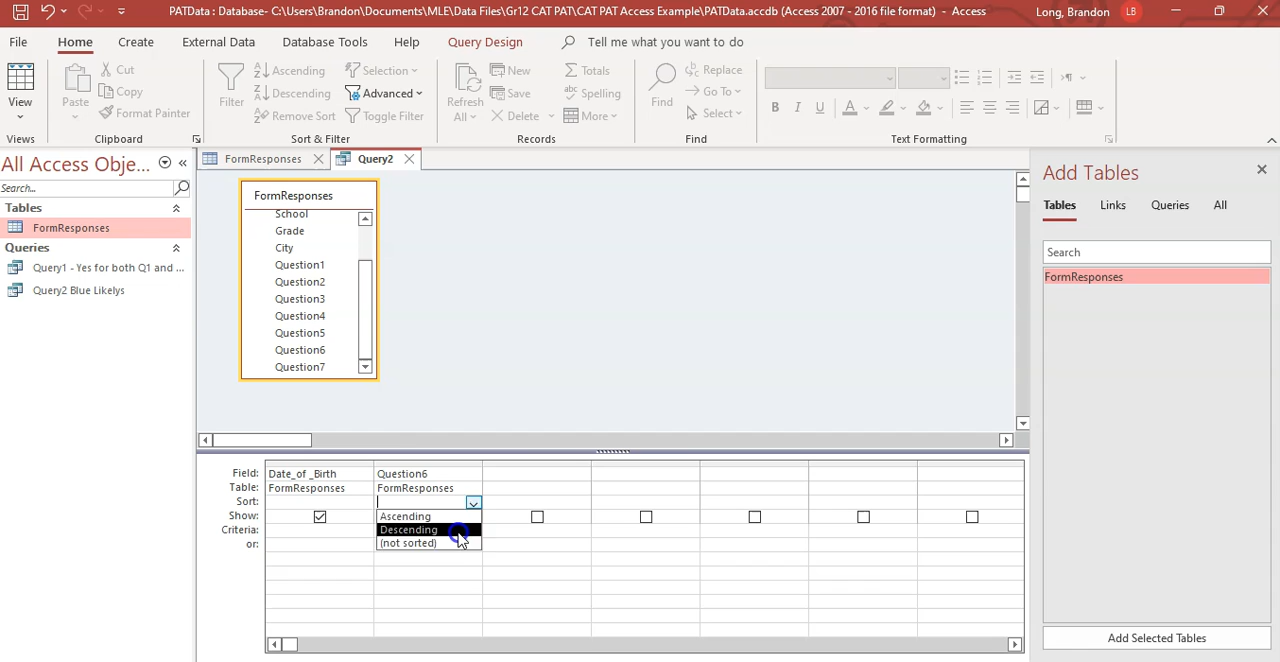 PATData : Database- C:\Users\Brandon\Documents\MLE\Data Files\Gr12 CAT PAT\CAT PAT Access Example\PATData.accdb (Access 2007 - 2016 file format) - Access
Long, Brandon
LB
File
Home
Create
External Data
Database Tools
Help
Query Design
Tell me what you want to do
View
Views
Paste
Cut
Copy
Format Painter
Clipboard
Filter
Ascending
Descending
Remove Sort
Selection
Advanced
Toggle Filter
Sort & Filter
Refresh
All
New
Save
Delete
Totals
Spelling
More
Records
Find
Replace
Go To
Select
Find
B I U
A
Text Formatting
All Access Obje...
Search...
Tables
FormResponses
Queries
Query1 - Yes for both Q1 and ...
Query2 Blue Likelys
FormResponses
Query2
FormResponses
School
Grade
City
Question1
Question2
Question3
Question4
Question5
Question6
Question7
Field: Date_of _Birth Question6
Table: FormResponses FormResponses
Sort:
Show: Ascending
Criteria: Descending
or: (not sorted)
Add Tables
Tables Links Queries All
Search
FormResponses
Add Selected Tables